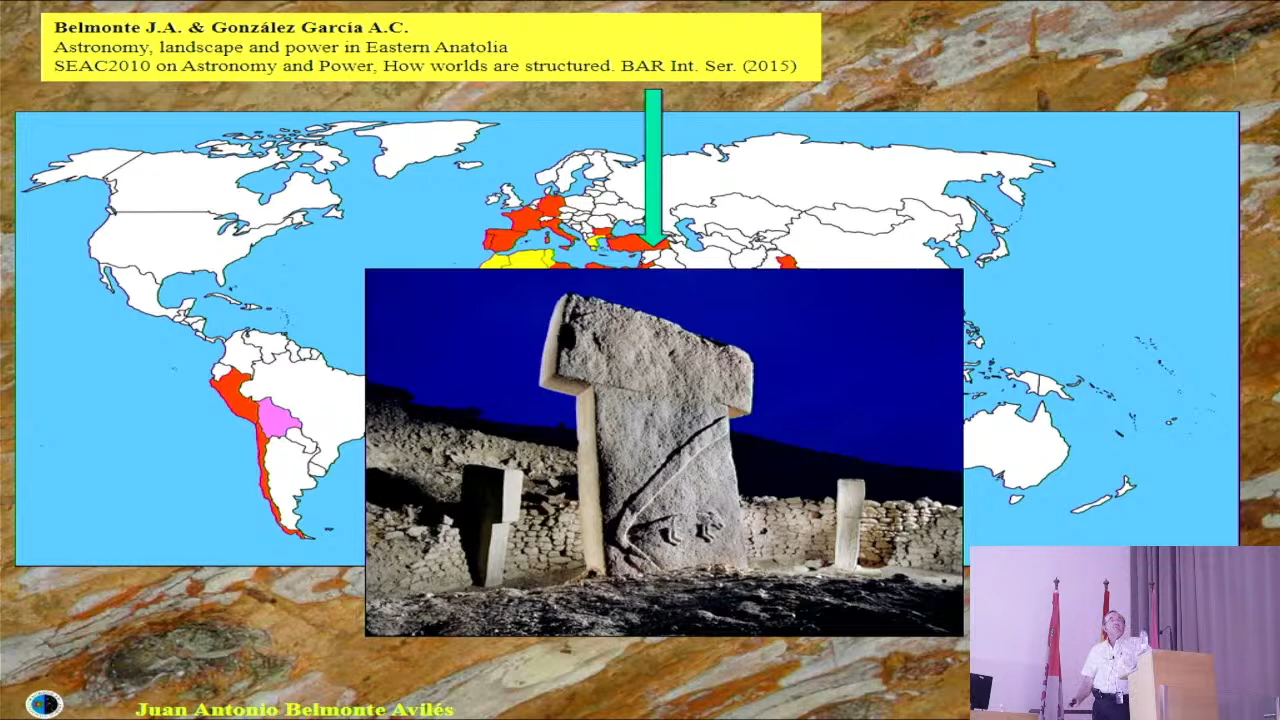 Belmonte J.A. & González García A.C.
Astronomy, landscape and power in Eastern Anatolia
SEAC2010 on Astronomy and Power, How worlds are structured. BAR Int. Ser. (2015)
Juan Antonio Belmonte Avilés